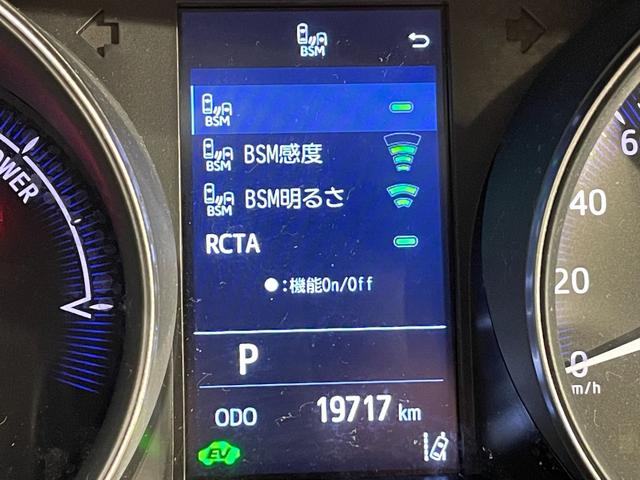 BSM
BSM
BSM BSM感度
BSM BSM明るさ
RCTA
●:機能On/Off
P
ODO 19717 km
EV
POWER
6
40
20
0
m/h